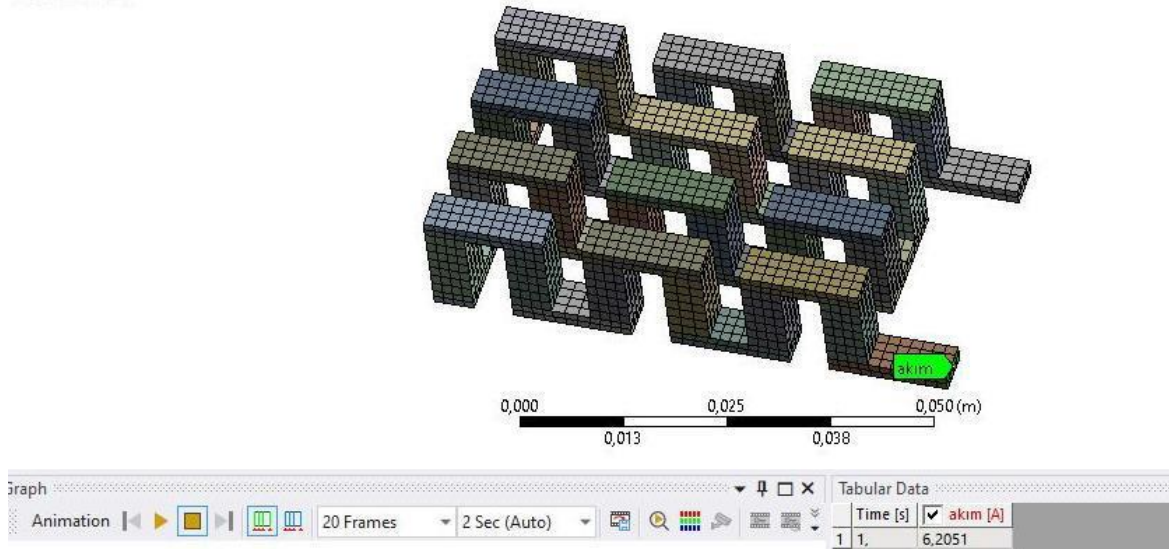 akım
0,000 0,025 0,050 (m)
0,013 0,038
Graph
Animation 20 Frames 2 Sec (Auto)
Tabular Data
Time [s] akım [A]
1 1, 6,2051